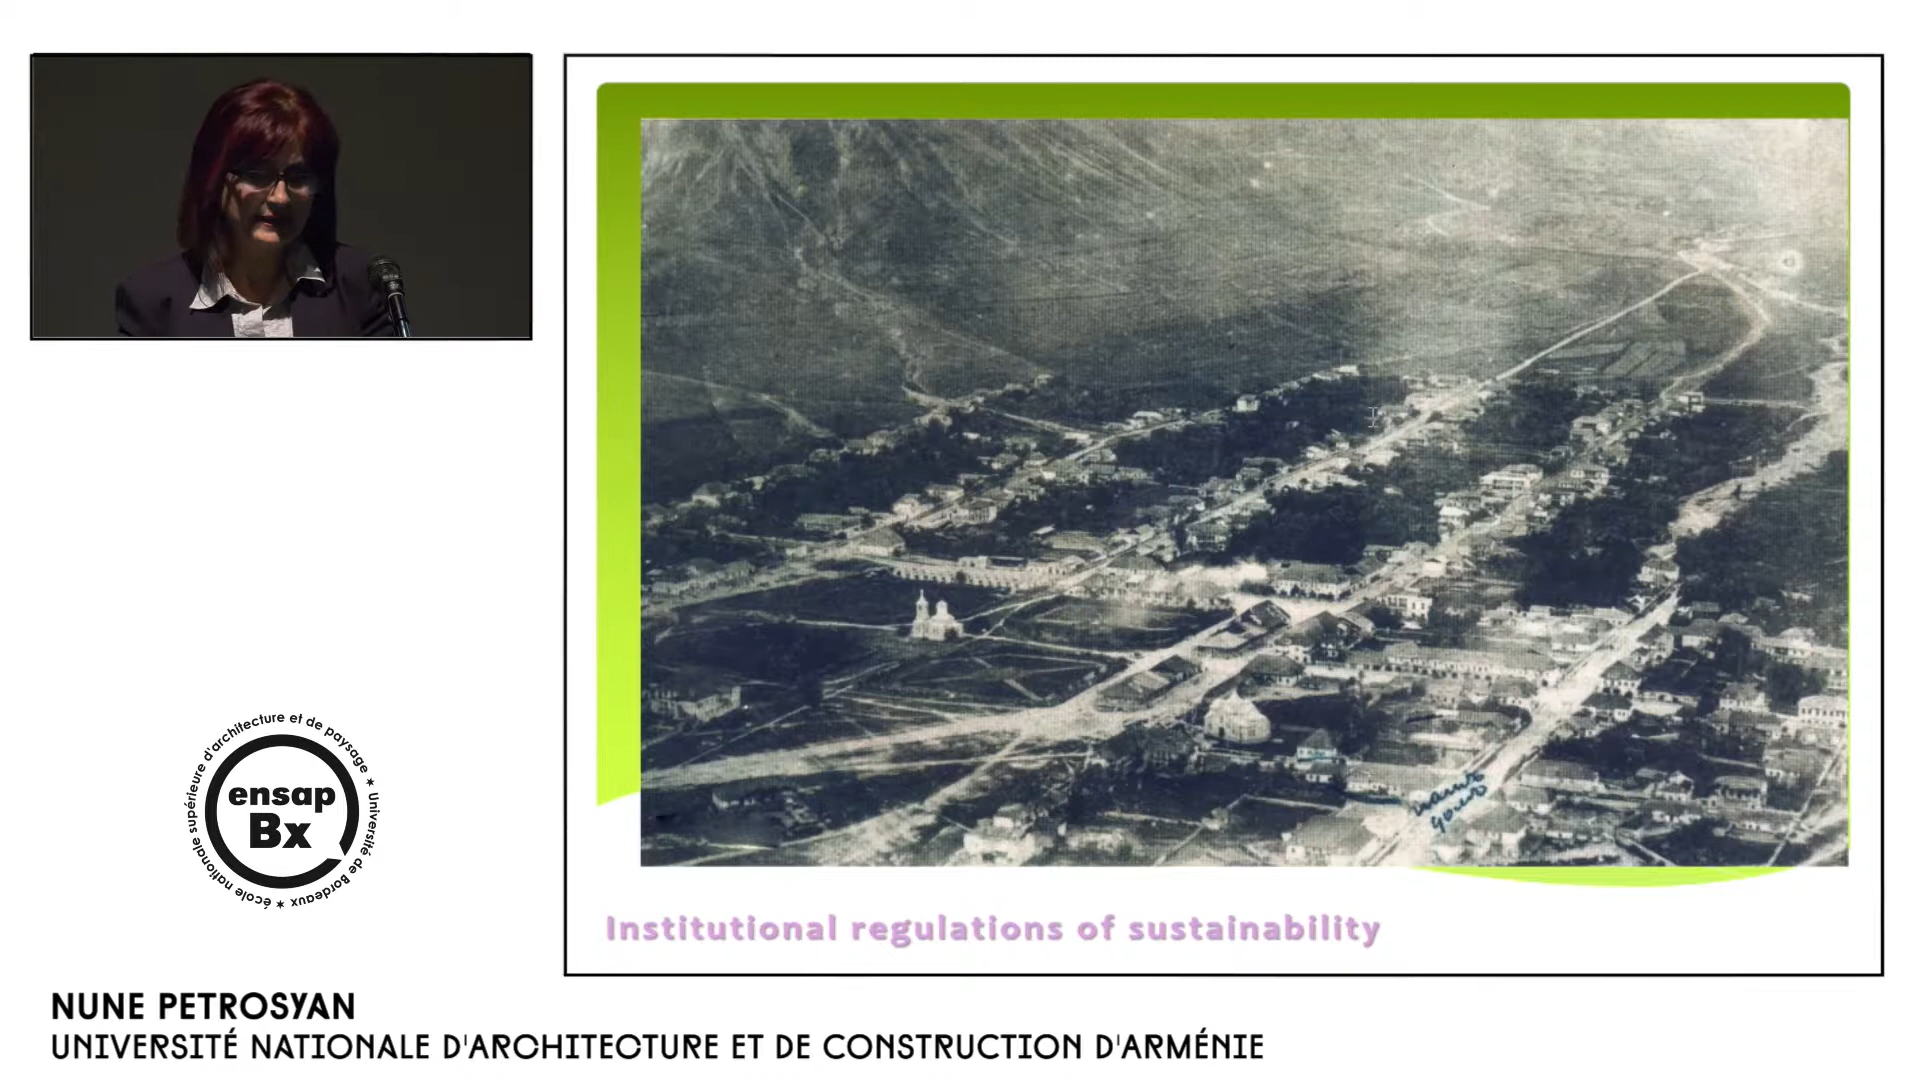 Institutional regulations of sustainability
école nationale supérieure d'architecture et de paysage ★ Université de Bordeaux ★
ensap
Bx
NUNE PETROSYAN
UNIVERSITÉ NATIONALE D'ARCHITECTURE ET DE CONSTRUCTION D'ARMÉNIE